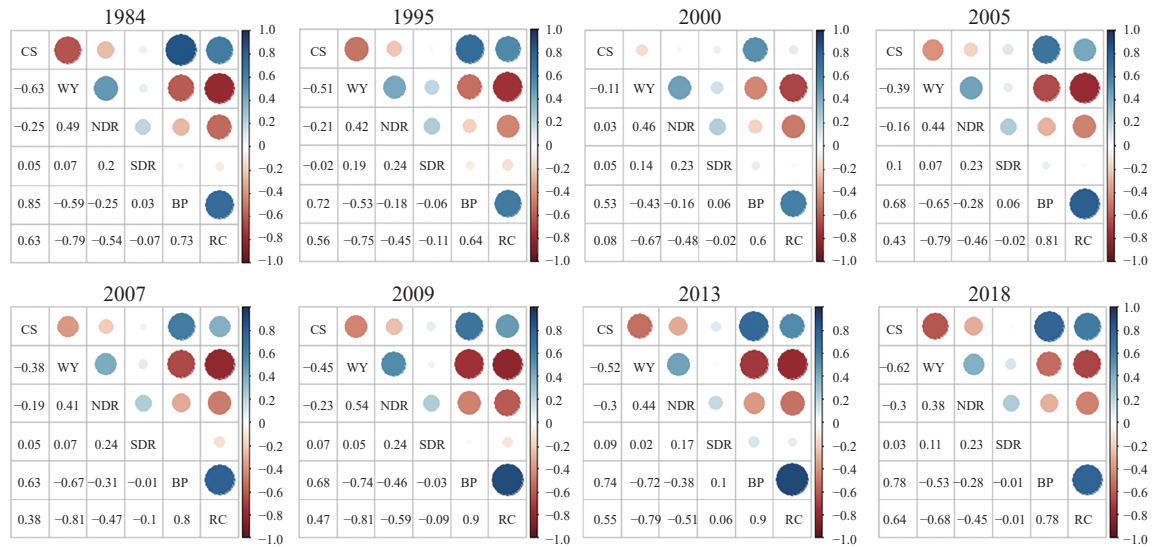 1984
CS
−0.63 WY
−0.25 0.49 NDR
0.05 0.07 0.2 SDR
0.85 −0.59 −0.25 0.03 BP
0.63 −0.79 −0.54 −0.07 0.73 RC
1.0
0.8
0.6
0.4
0.2
0
−0.2
−0.4
−0.6
−0.8
−1.0
1995
CS
−0.51 WY
−0.21 0.42 NDR
−0.02 0.19 0.24 SDR
0.72 −0.53 −0.18 −0.06 BP
0.56 −0.75 −0.45 −0.11 0.64 RC
1.0
0.8
0.6
0.4
0.2
0
−0.2
−0.4
−0.6
−0.8
−1.0
2000
CS
−0.11 WY
0.03 0.46 NDR
0.05 0.14 0.23 SDR
0.53 −0.43 −0.16 0.06 BP
0.08 −0.67 −0.48 −0.02 0.6 RC
1.0
0.8
0.6
0.4
0.2
0
−0.2
−0.4
−0.6
−0.8
−1.0
2005
CS
−0.39 WY
−0.16 0.44 NDR
0.1 0.07 0.23 SDR
0.68 −0.65 −0.28 0.06 BP
0.43 −0.79 −0.46 −0.02 0.81 RC
1.0
0.8
0.6
0.4
0.2
0
−0.2
−0.4
−0.6
−0.8
−1.0
2007
CS
−0.38 WY
−0.19 0.41 NDR
0.05 0.07 0.24 SDR
0.63 −0.67 −0.31 −0.01 BP
0.38 −0.81 −0.47 −0.1 0.8 RC
0.8
0.6
0.4
0.2
0
−0.2
−0.4
−0.6
−0.8
−1.0
2009
CS
−0.45 WY
−0.23 0.54 NDR
0.07 0.05 0.24 SDR
0.68 −0.74 −0.46 −0.03 BP
0.47 −0.81 −0.59 −0.09 0.9 RC
0.8
0.6
0.4
0.2
0
−0.2
−0.4
−0.6
−0.8
−1.0
2013
CS
−0.52 WY
−0.3 0.44 NDR
0.09 0.02 0.17 SDR
0.74 −0.72 −0.38 0.1 BP
0.55 −0.79 −0.51 0.06 0.9 RC
0.8
0.6
0.4
0.2
0
−0.2
−0.4
−0.6
−0.8
−1.0
2018
CS
−0.62 WY
−0.3 0.38 NDR
0.03 0.11 0.23 SDR
0.78 −0.53 −0.28 −0.01 BP
0.64 −0.68 −0.45 −0.01 0.78 RC
1.0
0.8
0.6
0.4
0.2
0
−0.2
−0.4
−0.6
−0.8
−1.0